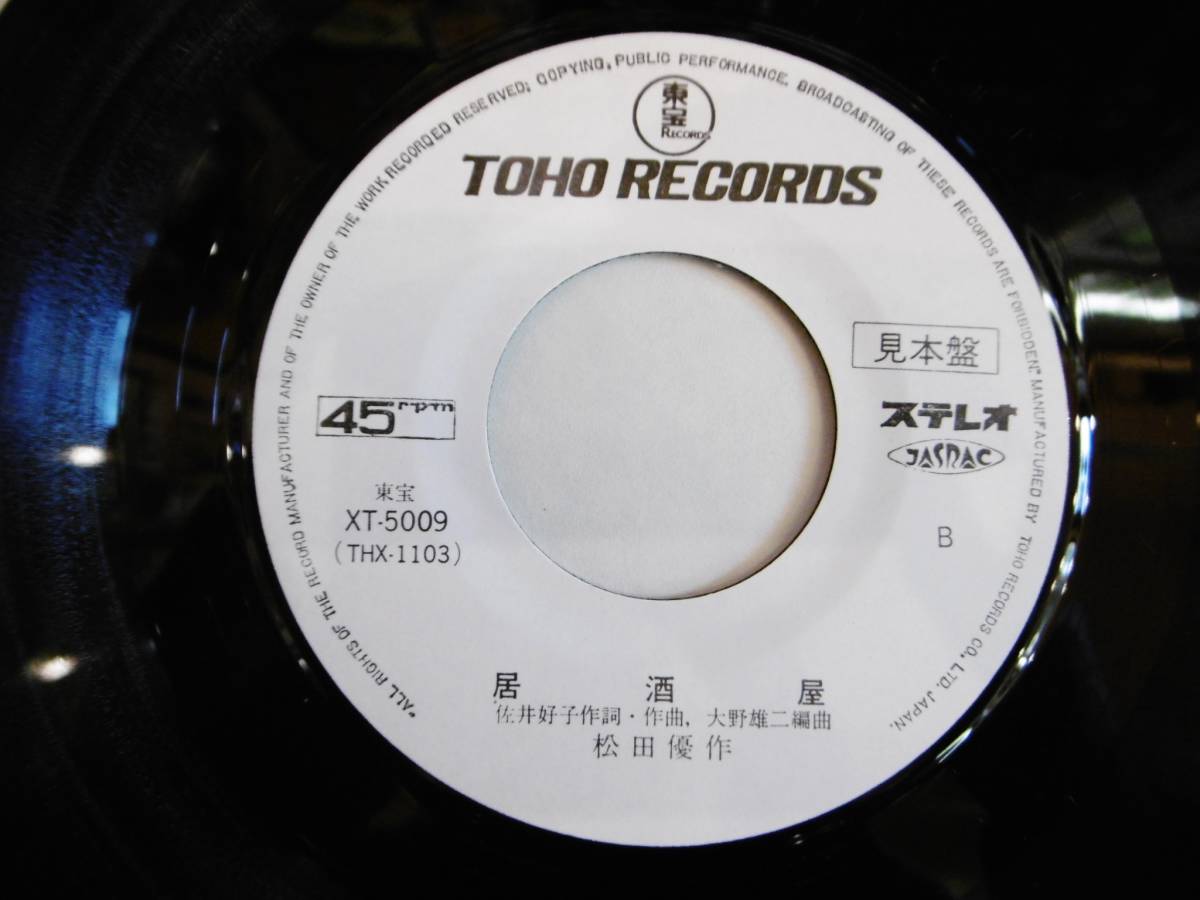 "ALL RIGHTS OF THE RECORD MANUFACTURER AND OF THE OWNER OF THE WORK RECORDED RESERVED; COPYING, PUBLIC PERFORMANCE, BROADCASTING OF THESE RECORDS ARE FORBIDDEN." MANUFACTURED BY TOHO RECORDS CO., LTD. JAPAN.
東宝
RECORDS
TOHO RECORDS
見本盤
45rpm
ステレオ
JASRAC
東宝
XT-5009
(THX-1103)
B
居酒屋
佐井好子作詞・作曲, 大野雄二編曲
松田優作